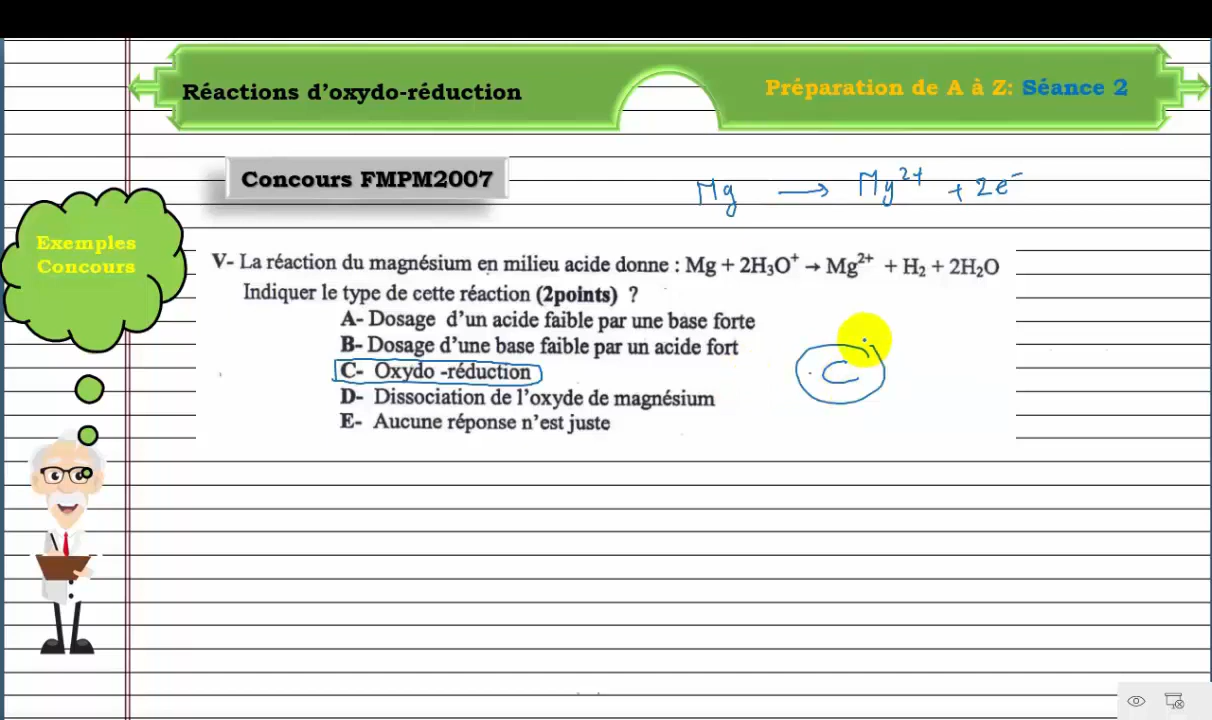 Réactions d'oxydo-réduction
Préparation de A à Z: Séance 2
Concours FMPM2007
Mg → Mg²⁺ + 2e⁻
Exemples
Concours
V- La réaction du magnésium en milieu acide donne : Mg + 2H₃O⁺ → Mg²⁺ + H₂ + 2H₂O
Indiquer le type de cette réaction (2points) ?
A- Dosage d'un acide faible par une base forte
B- Dosage d'une base faible par un acide fort
C- Oxydo -réduction
C
D- Dissociation de l'oxyde de magnésium
E- Aucune réponse n'est juste